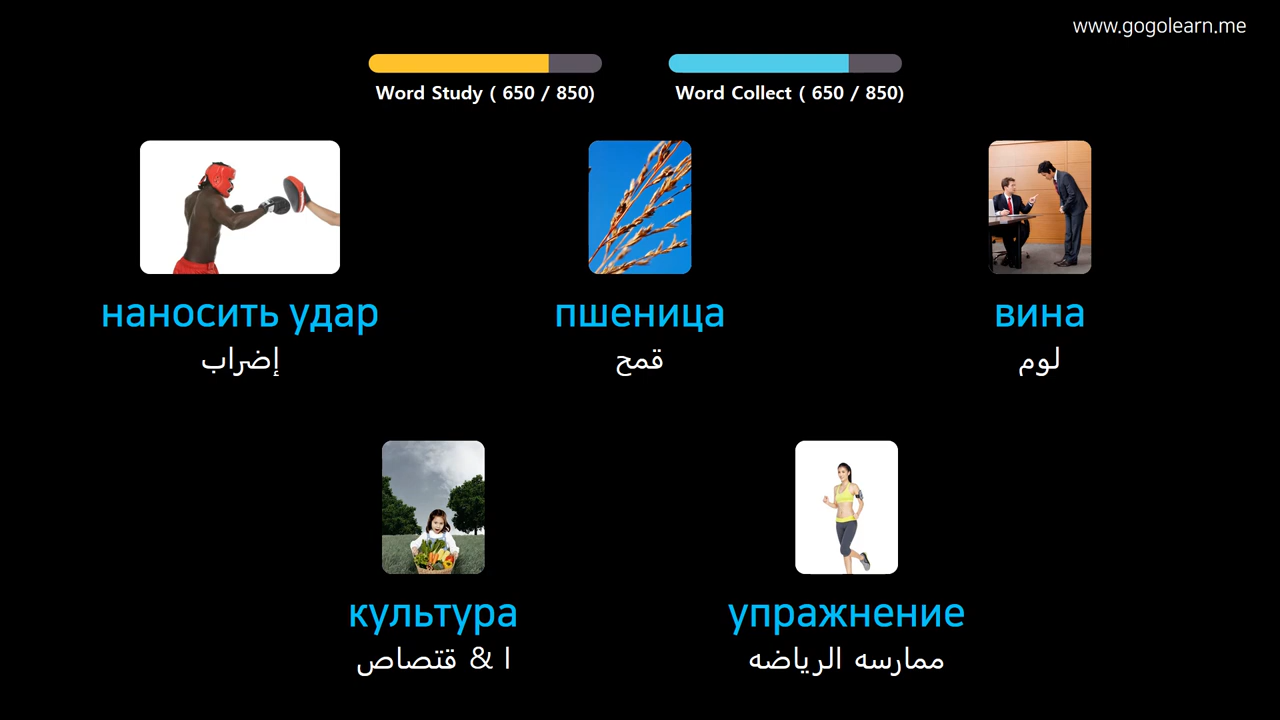 www.gogolearn.me
Word Study ( 650 / 850)
Word Collect ( 650 / 850)
наносить удар
إضراب
пшеница
قمح
вина
لوم
культура
ا & قتصاص
упражнение
ممارسه الرياضه